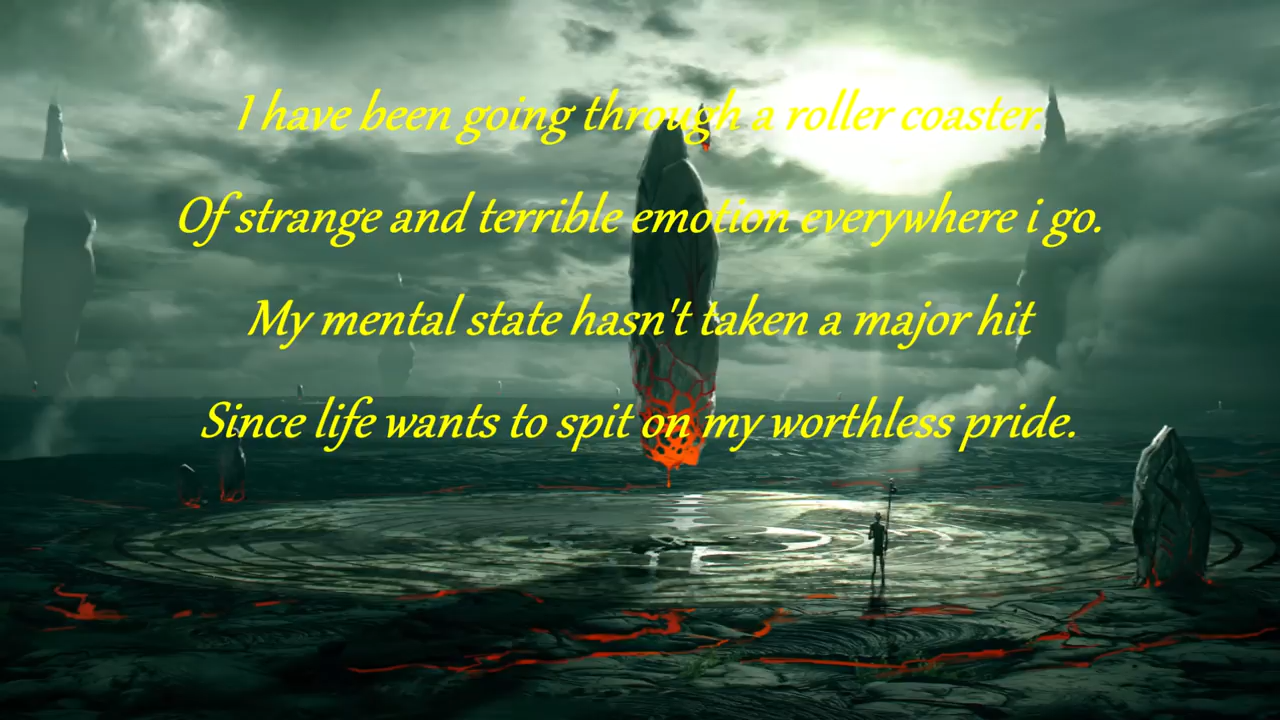 I have been going through a roller coaster.
Of strange and terrible emotion everywhere i go.
My mental state hasn't taken a major hit
Since life wants to spit on my worthless pride.